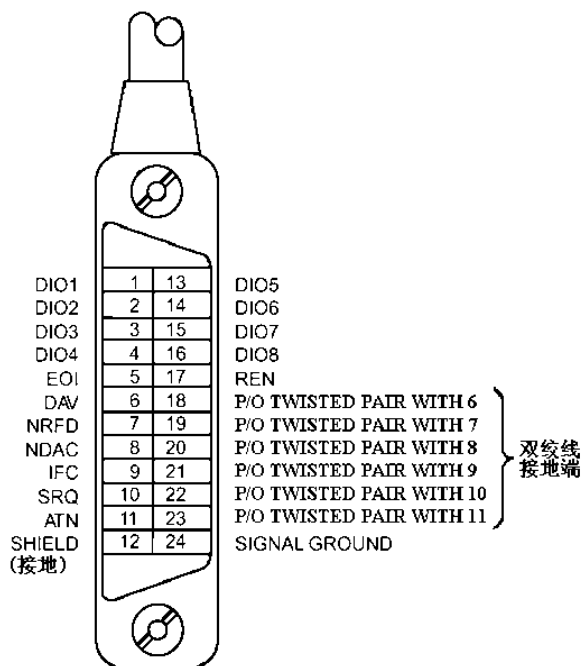 DIO1 1 13 DIO5
DIO2 2 14 DIO6
DIO3 3 15 DIO7
DIO4 4 16 DIO8
EOI 5 17 REN
DAV 6 18 P/O TWISTED PAIR WITH 6
NRFD 7 19 P/O TWISTED PAIR WITH 7
NDAC 8 20 P/O TWISTED PAIR WITH 8
IFC 9 21 P/O TWISTED PAIR WITH 9
SRQ 10 22 P/O TWISTED PAIR WITH 10
ATN 11 23 P/O TWISTED PAIR WITH 11
SHIELD 12 24 SIGNAL GROUND
(接地)
双绞线
接地端